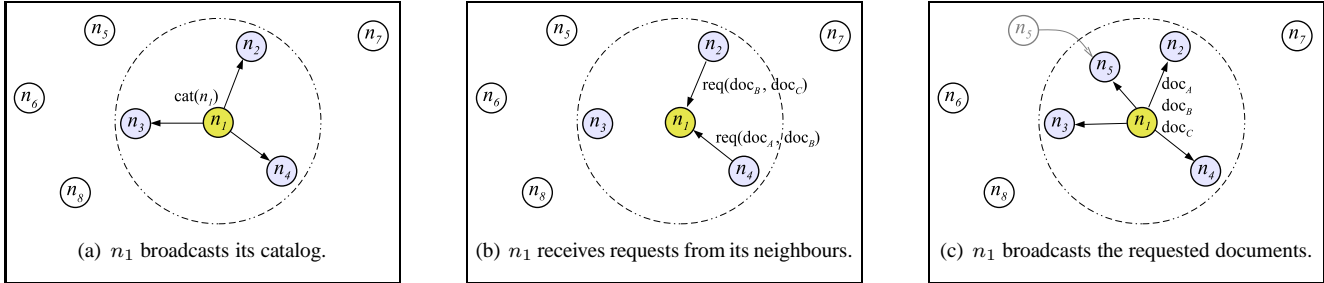 n5
n7
n2
n6
cat(n1)
n3
n1
n4
n8
(a) n1 broadcasts its catalog.
n5
n7
n2
n6
req(docB, docC)
n3
n1
req(docA, docB)
n4
n8
(b) n1 receives requests from its neighbours.
n5
n7
n2
n5
n6
docA
docB
docC
n3
n1
n4
n8
(c) n1 broadcasts the requested documents.